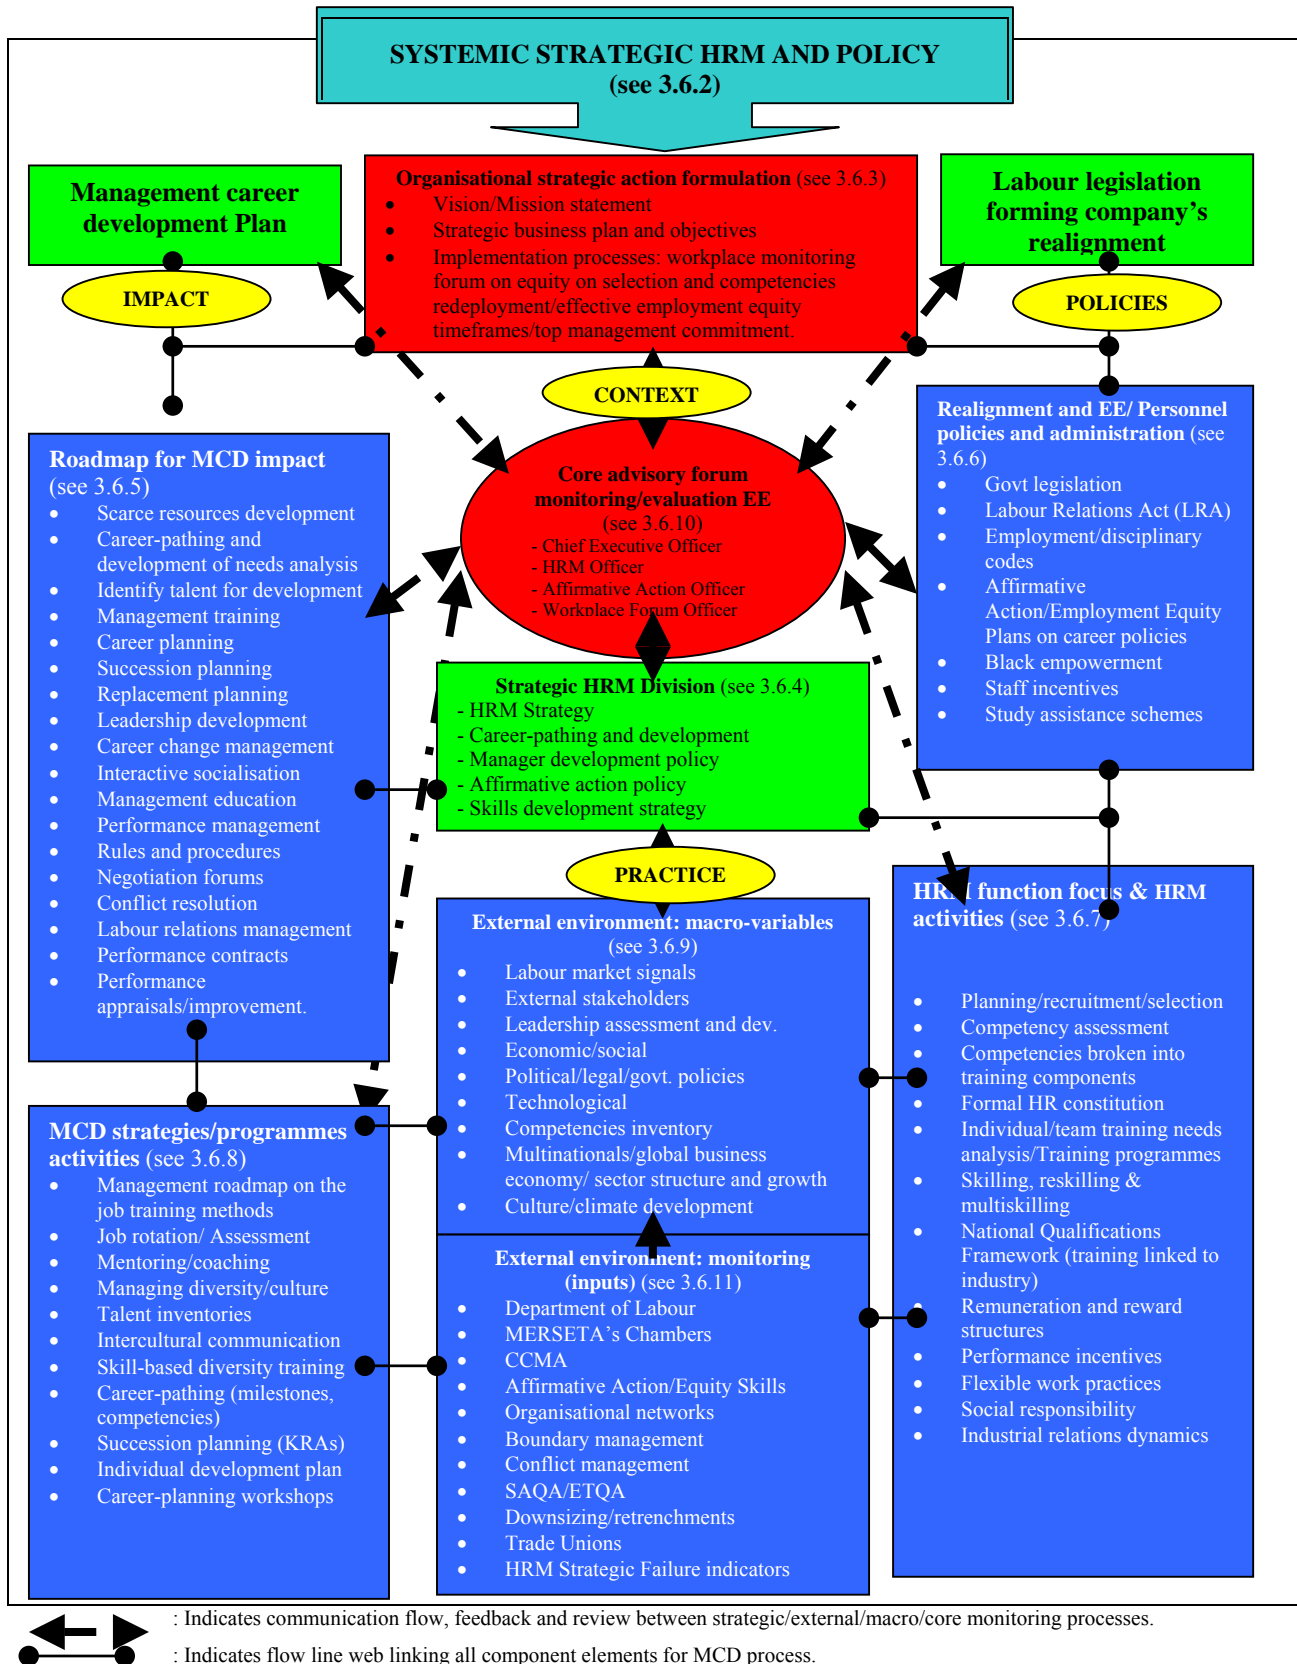 SYSTEMIC STRATEGIC HRM AND POLICY
(see 3.6.2)
Management career
development Plan
Organisational strategic action formulation (see 3.6.3)
• Vision/Mission statement
• Strategic business plan and objectives
• Implementation processes: workplace monitoring
forum on equity on selection and competencies
redeployment/effective employment equity
timeframes/top management commitment.
Labour legislation
forming company's
realignment
IMPACT
POLICIES
CONTEXT
Roadmap for MCD impact
(see 3.6.5)
• Scarce resources development
• Career-pathing and
development of needs analysis
• Identify talent for development
• Management training
• Career planning
• Succession planning
• Replacement planning
• Leadership development
• Career change management
• Interactive socialisation
• Management education
• Performance management
• Rules and procedures
• Negotiation forums
• Conflict resolution
• Labour relations management
• Performance contracts
• Performance
appraisals/improvement.
Core advisory forum
monitoring/evaluation EE
(see 3.6.10)
- Chief Executive Officer
- HRM Officer
- Affirmative Action Officer
- Workplace Forum Officer
Realignment and EE/ Personnel
policies and administration (see
3.6.6)
• Govt legislation
• Labour Relations Act (LRA)
• Employment/disciplinary
codes
• Affirmative
Action/Employment Equity
Plans on career policies
• Black empowerment
• Staff incentives
• Study assistance schemes
Strategic HRM Division (see 3.6.4)
- HRM Strategy
- Career-pathing and development
- Manager development policy
- Affirmative action policy
- Skills development strategy
PRACTICE
External environment: macro-variables
(see 3.6.9)
• Labour market signals
• External stakeholders
• Leadership assessment and dev.
• Economic/social
• Political/legal/govt. policies
• Technological
• Competencies inventory
• Multinationals/global business
economy/ sector structure and growth
• Culture/climate development
HRM function focus & HRM
activities (see 3.6.7)
• Planning/recruitment/selection
• Competency assessment
• Competencies broken into
training components
• Formal HR constitution
• Individual/team training needs
analysis/Training programmes
• Skilling, reskilling &
multiskilling
• National Qualifications
Framework (training linked to
industry)
• Remuneration and reward
structures
• Performance incentives
• Flexible work practices
• Social responsibility
• Industrial relations dynamics
MCD strategies/programmes
activities (see 3.6.8)
• Management roadmap on the
job training methods
• Job rotation/ Assessment
• Mentoring/coaching
• Managing diversity/culture
• Talent inventories
• Intercultural communication
• Skill-based diversity training
• Career-pathing (milestones,
competencies)
• Succession planning (KRAs)
• Individual development plan
• Career-planning workshops
External environment: monitoring
(inputs) (see 3.6.11)
• Department of Labour
• MERSETA's Chambers
• CCMA
• Affirmative Action/Equity Skills
• Organisational networks
• Boundary management
• Conflict management
• SAQA/ETQA
• Downsizing/retrenchments
• Trade Unions
• HRM Strategic Failure indicators
: Indicates communication flow, feedback and review between strategic/external/macro/core monitoring processes.
: Indicates flow line web linking all component elements for MCD process.